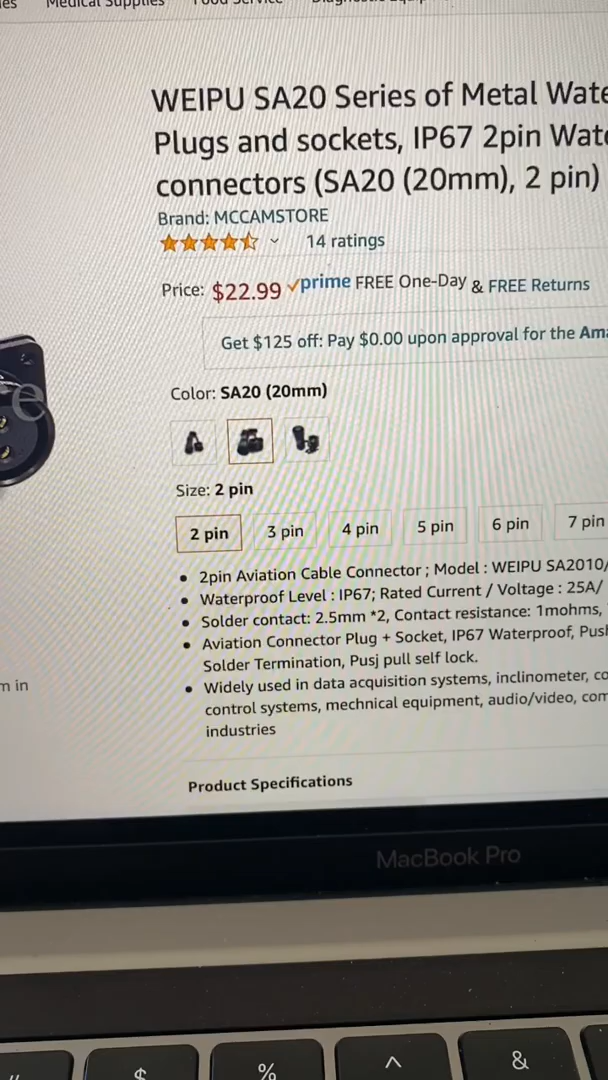 Medical Supplies
WEIPU SA20 Series of Metal Wate
Plugs and sockets, IP67 2pin Wate
connectors (SA20 (20mm), 2 pin)
Brand: MCCAMSTORE
14 ratings
Price: $22.99 prime FREE One-Day & FREE Returns
Get $125 off: Pay $0.00 upon approval for the Ama
Color: SA20 (20mm)
e
Size: 2 pin
2 pin 3 pin 4 pin 5 pin 6 pin 7 pin
• 2pin Aviation Cable Connector ; Model : WEIPU SA2010/
• Waterproof Level : IP67; Rated Current / Voltage : 25A/
• Solder contact: 2.5mm *2, Contact resistance: 1mohms,
• Aviation Connector Plug + Socket, IP67 Waterproof, Push
Solder Termination, Pusj pull self lock.
m in
• Widely used in data acquisition systems, inclinometer, co
control systems, mechnical equipment, audio/video, com
industries
Product Specifications
MacBook Pro
$ % ^ &